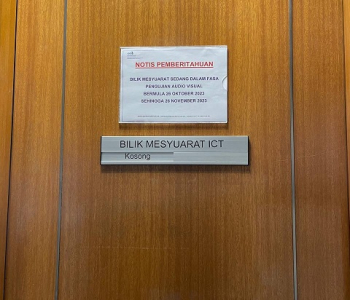 NOTIS PEMBERITAHUAN
BILIK MESYUARAT SEDANG DALAM FASA
PENGUJIAN AUDIO VISUAL
BERMULA 26 OKTOBER 2023
SEHINGGA 26 NOVEMBER 2023
BILIK MESYUARAT ICT
Kosong